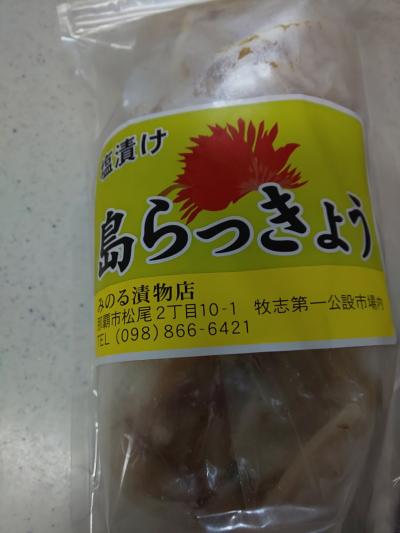 塩漬け
島らっきょう
みのる漬物店
那覇市松尾2丁目10-1 牧志第一公設市場内
TEL (098)866-6421